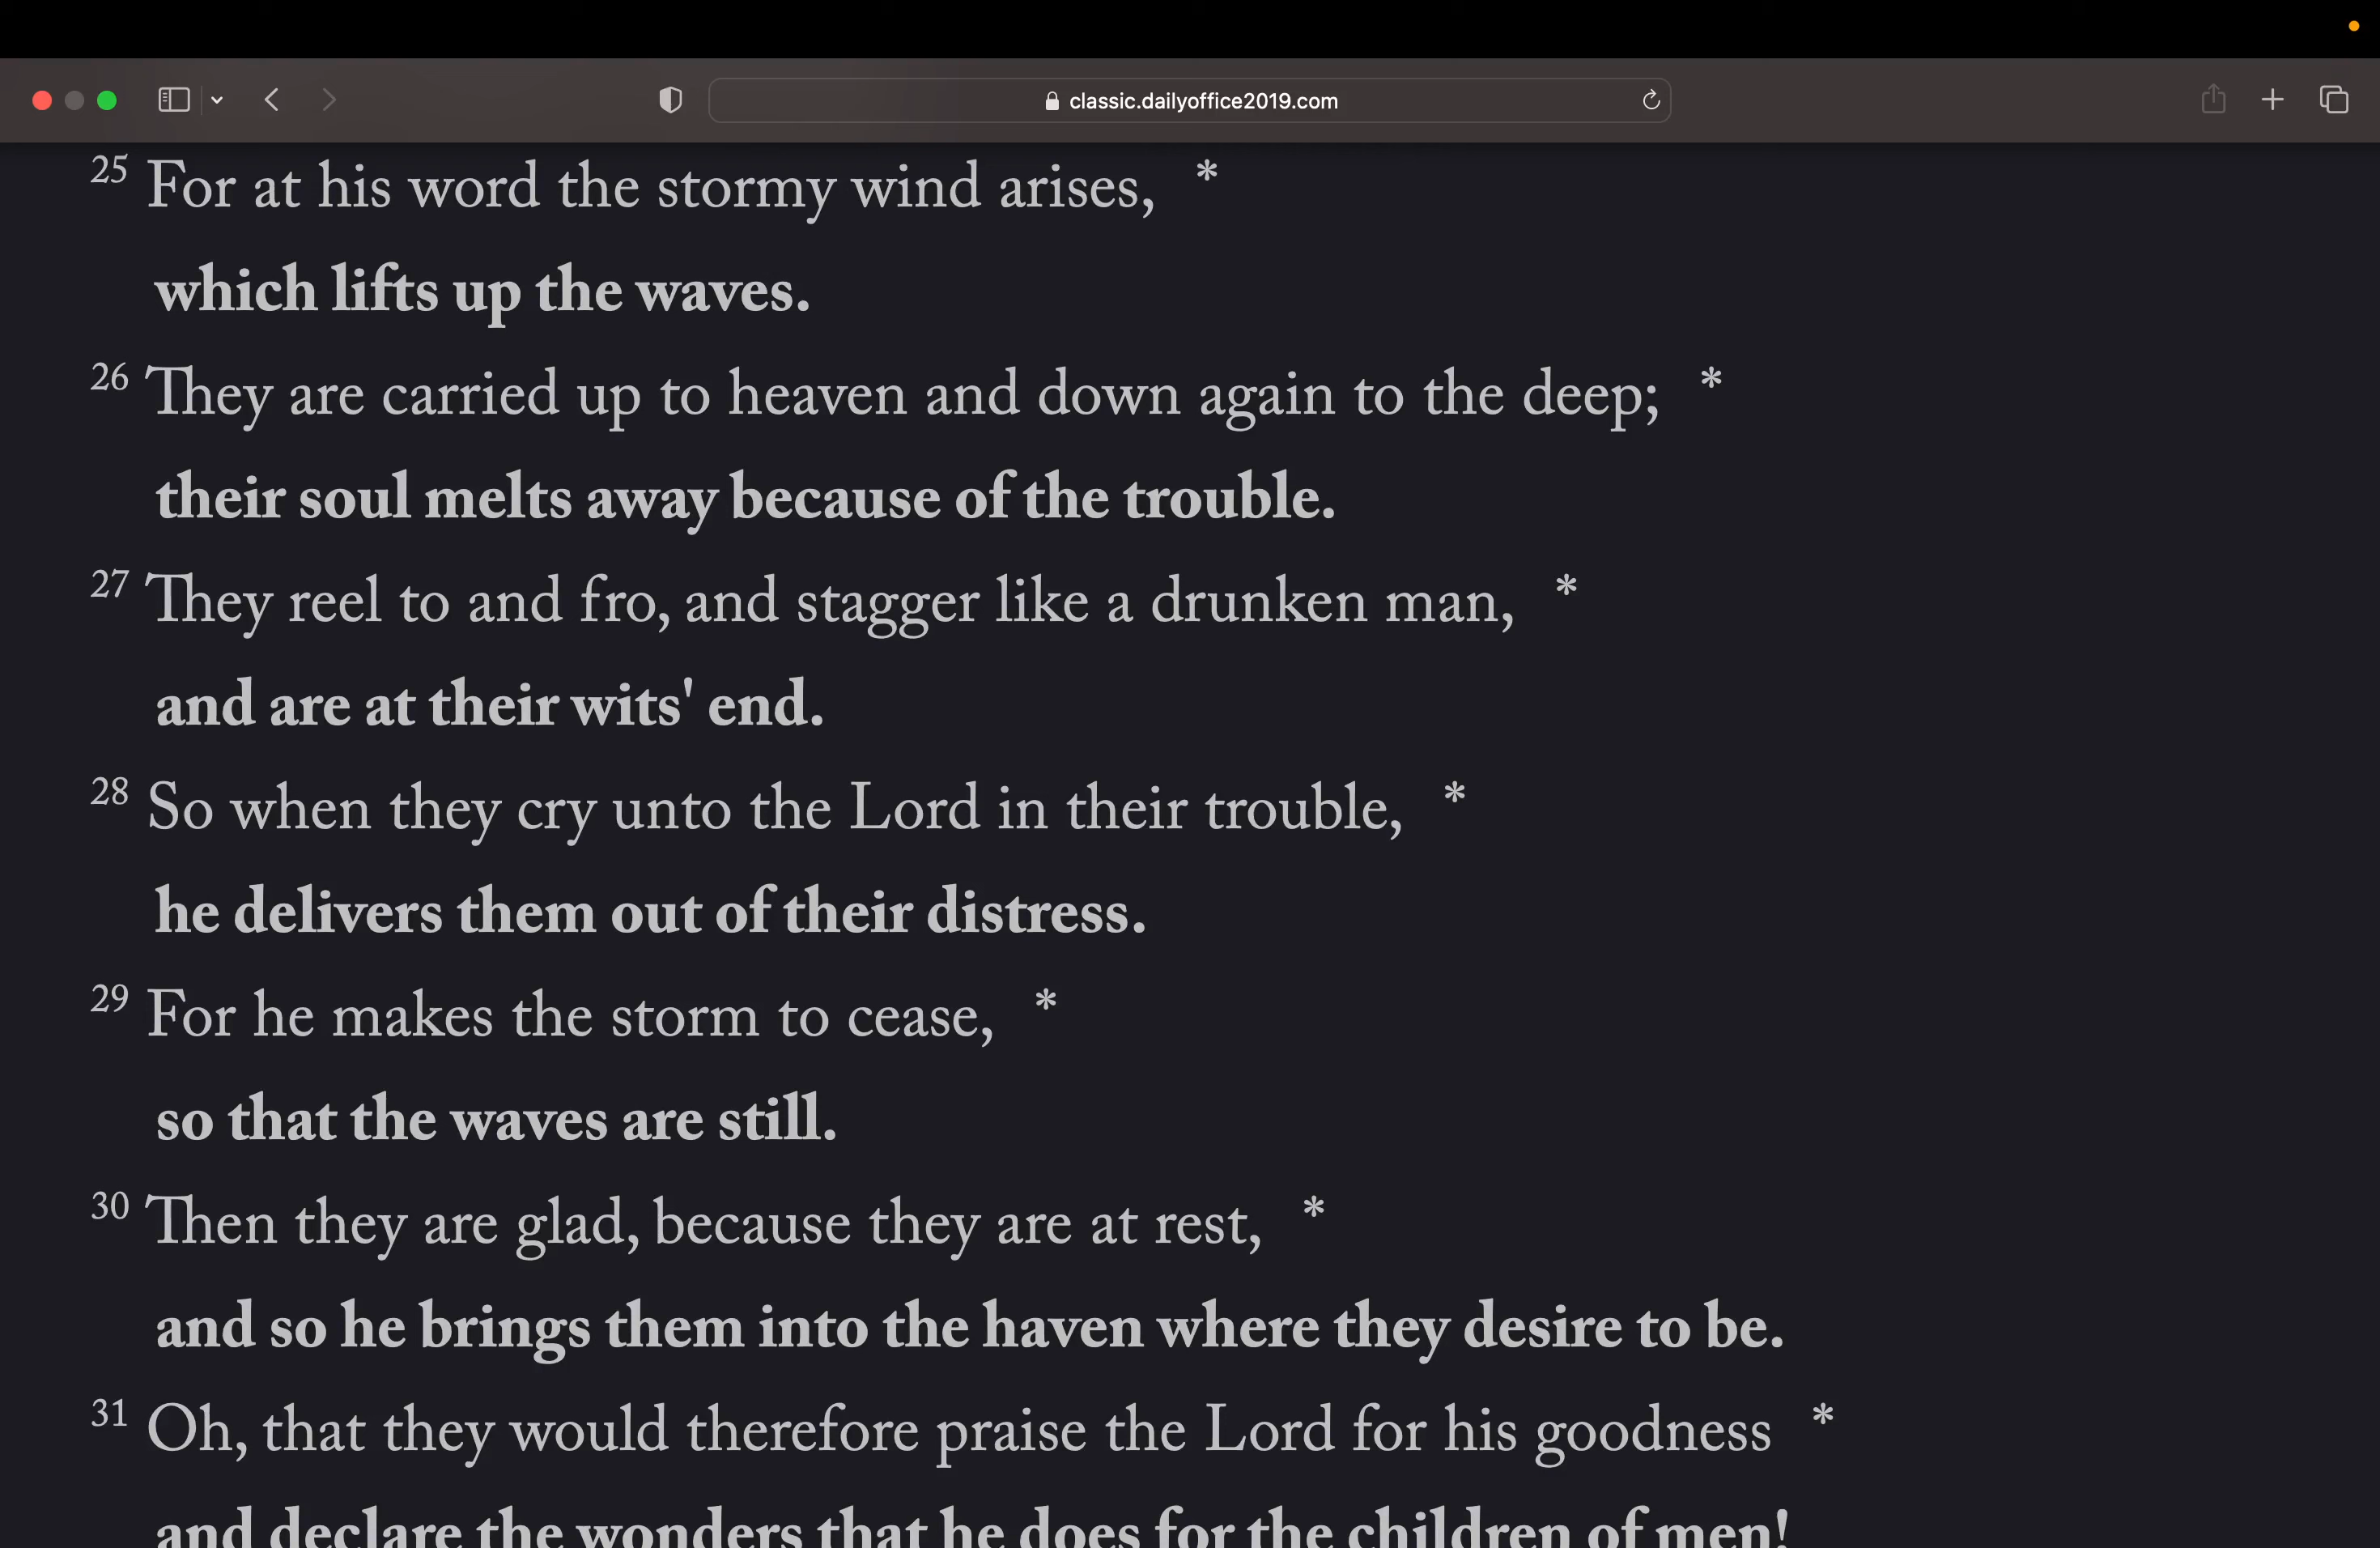 classic.dailyoffice2019.com
25 For at his word the stormy wind arises, *
which lifts up the waves.
26 They are carried up to heaven and down again to the deep; *
their soul melts away because of the trouble.
27 They reel to and fro, and stagger like a drunken man, *
and are at their wits' end.
28 So when they cry unto the Lord in their trouble, *
he delivers them out of their distress.
29 For he makes the storm to cease, *
so that the waves are still.
30 Then they are glad, because they are at rest, *
and so he brings them into the haven where they desire to be.
31 Oh, that they would therefore praise the Lord for his goodness *
and declare the wonders that he does for the children of men!